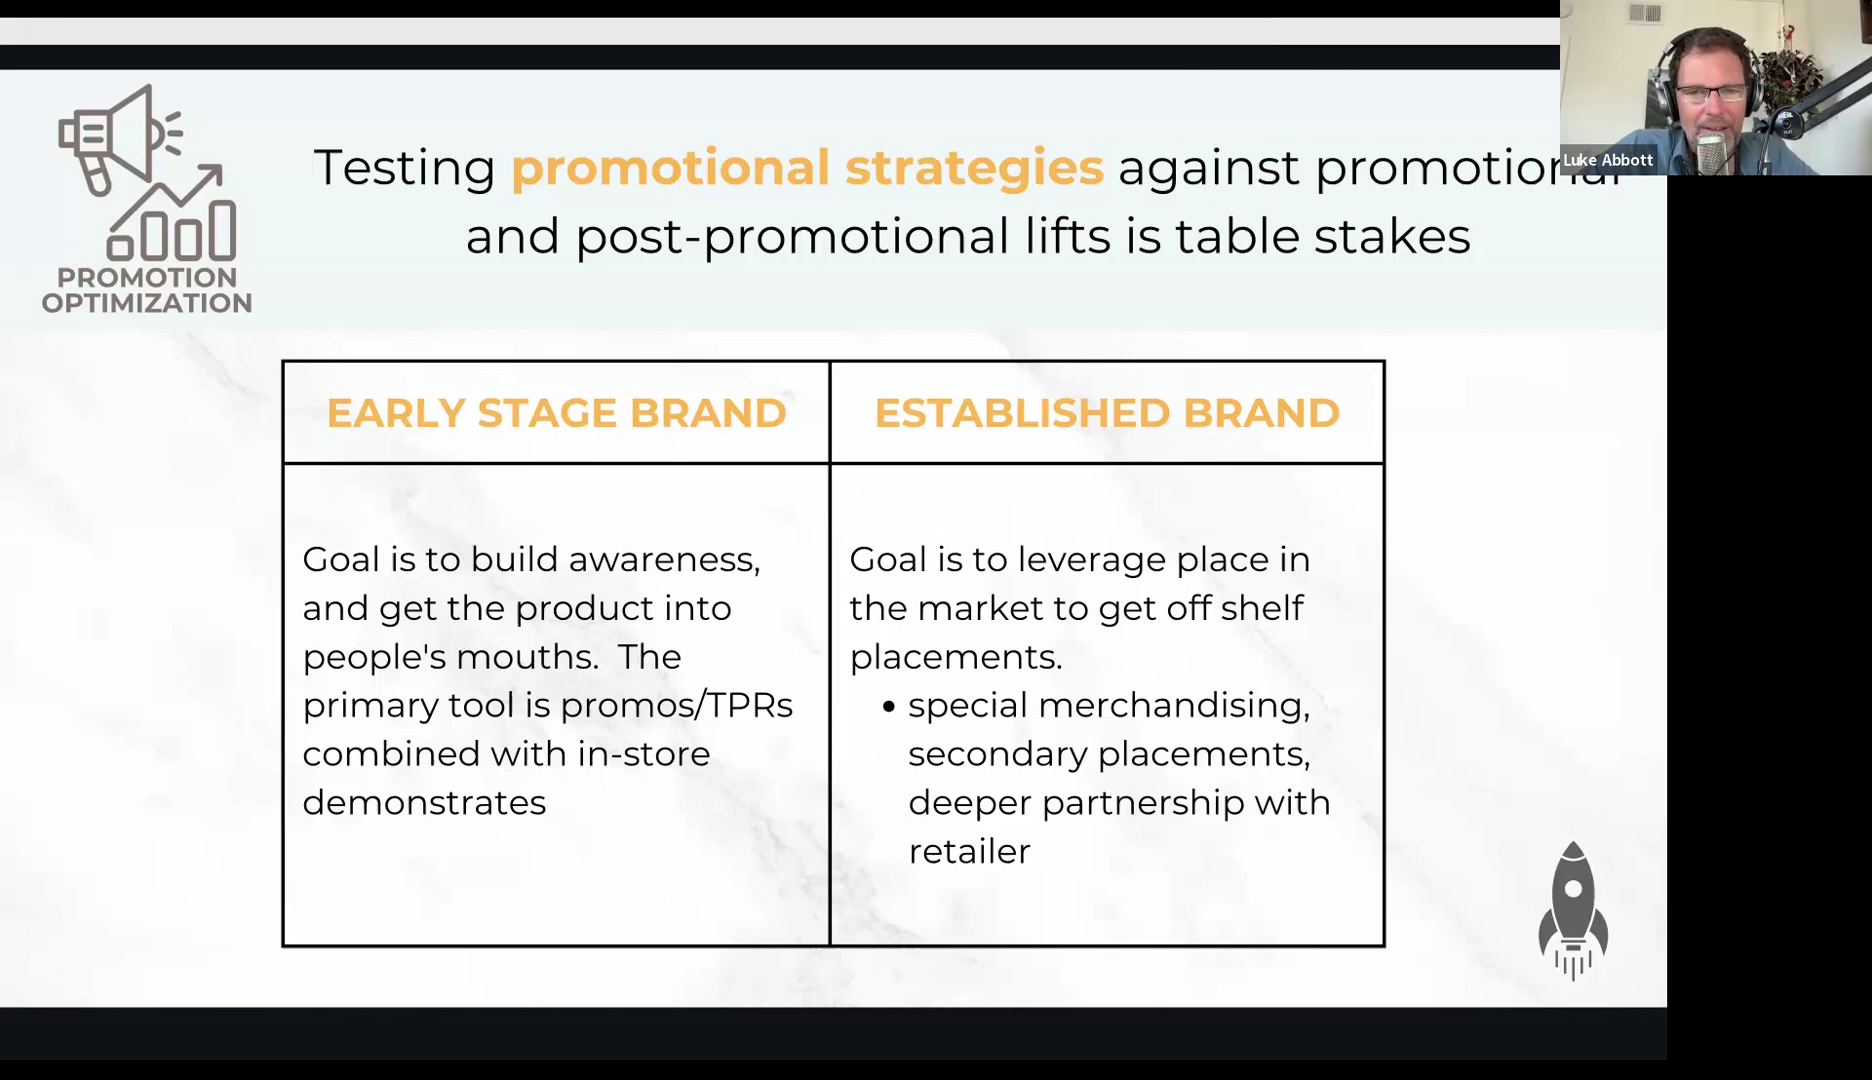 Luke Abbott
PROMOTION
OPTIMIZATION
Testing promotional strategies against promotional
and post-promotional lifts is table stakes
EARLY STAGE BRAND
Goal is to build awareness,
and get the product into
people's mouths.  The
primary tool is promos/TPRs
combined with in-store
demonstrates
ESTABLISHED BRAND
Goal is to leverage place in
the market to get off shelf
placements.
• special merchandising,
secondary placements,
deeper partnership with
retailer